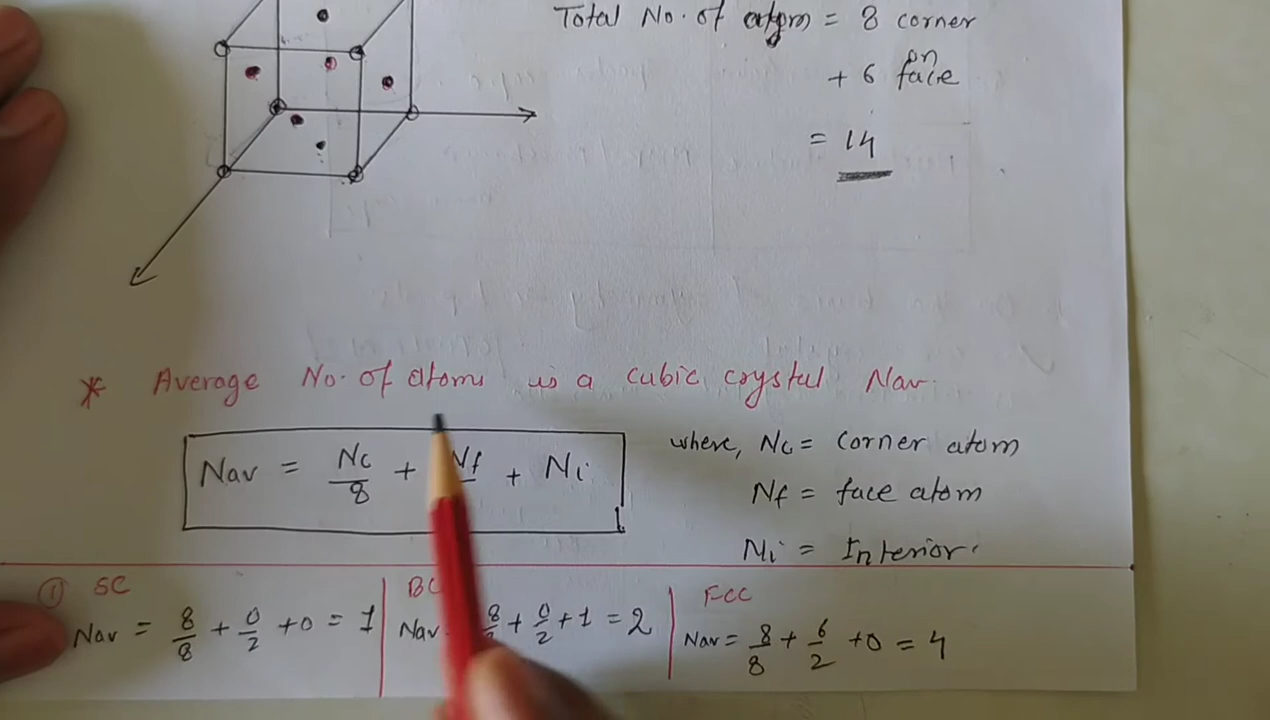 Total No. of atom = 8 corner
+ 6 on face
= 14
* Average No. of atoms is a cubic crystal Nav.
Nav = Nc/8 + Nf + Ni
where, Nc = Corner atom
Nf = face atom
Ni = Interior.
① SC
Nav = 8/8 + 0/2 + 0 = 1
BC
Nav 8 + 0/2 + 1 = 2
FCC
Nav = 8/8 + 6/2 + 0 = 4